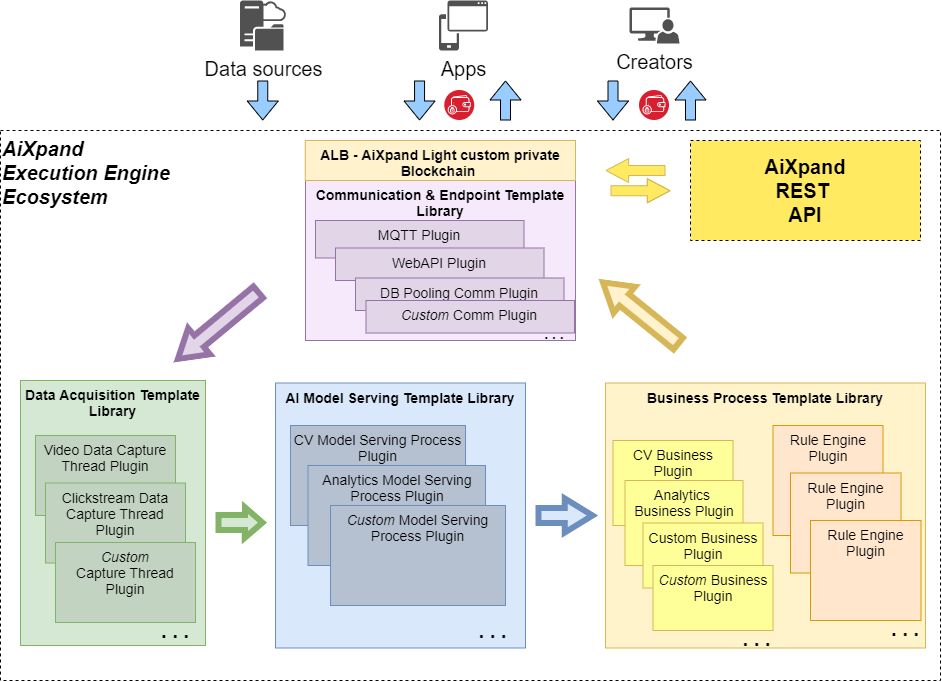 Data sources
Apps
Creators
AiXpand
Execution Engine
Ecosystem
ALB - AiXpand Light custom private
Blockchain
Communication & Endpoint Template
Library
MQTT Plugin
WebAPI Plugin
DB Pooling Comm Plugin
Custom Comm Plugin
...
AiXpand
REST
API
Data Acquisition Template
Library
Video Data Capture
Thread Plugin
Clickstream Data
Capture Thread
Plugin
Custom
Capture Thread
Plugin
...
AI Model Serving Template Library
CV Model Serving Process
Plugin
Analytics Model Serving
Process Plugin
Custom Model Serving
Process Plugin
...
Business Process Template Library
CV Business
Plugin
Analytics
Business Plugin
Custom Business
Plugin
Custom Business
Plugin
...
Rule Engine
Plugin
Rule Engine
Plugin
Rule Engine
Plugin
...